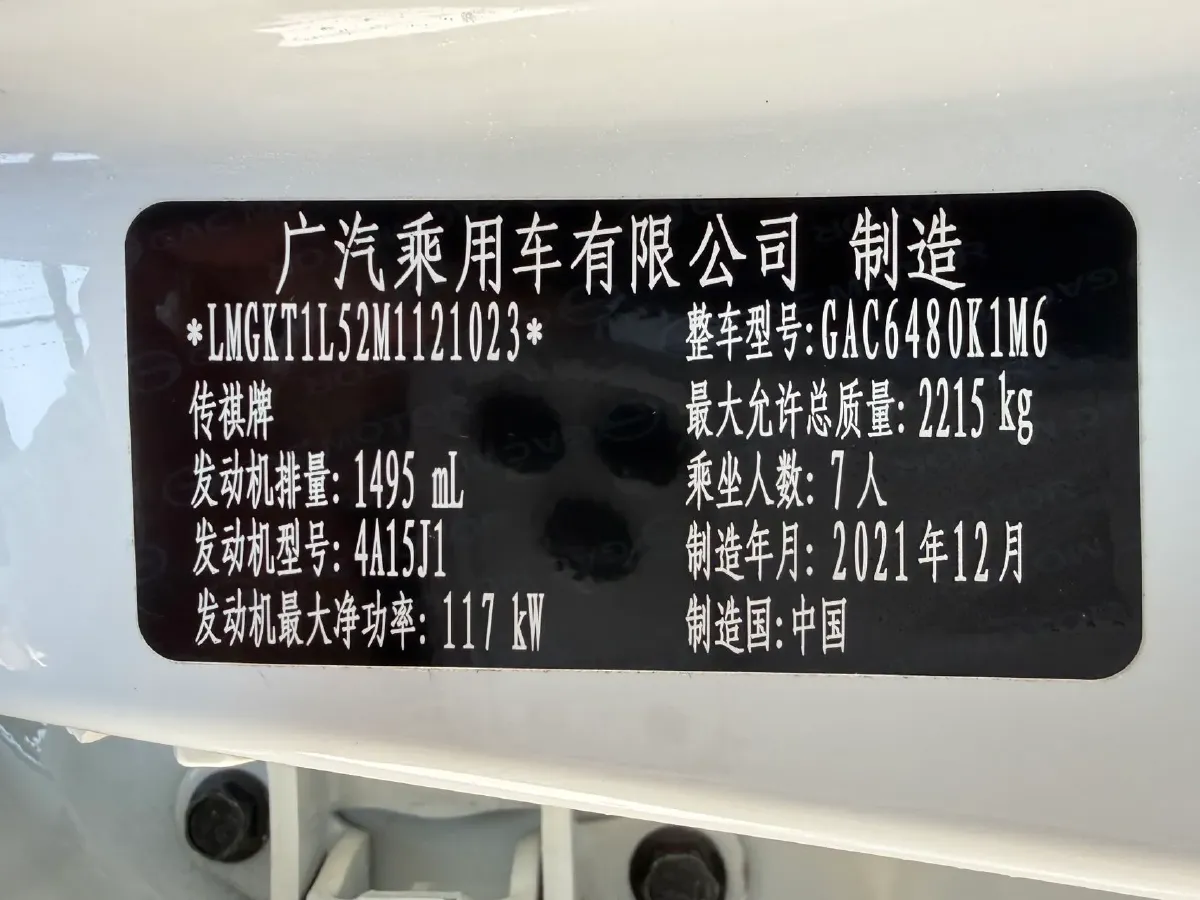 广汽乘用车有限公司 制造
*LMGKT1L52M1121023*
整车型号:GAC6480K1M6
传祺牌
最大允许总质量: 2215 kg
发动机排量: 1495 mL
乘坐人数: 7人
发动机型号: 4A15J1
制造年月: 2021年12月
发动机最大净功率: 117 kW
制造国:中国